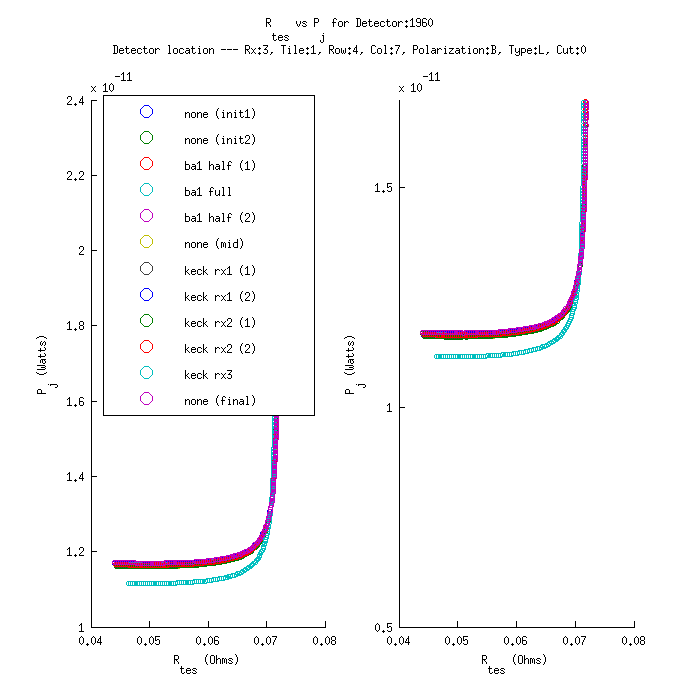 R vs P for Detector:1960
tes j
Detector location --- Rx:3, Tile:1, Row:4, Col:7, Polarization:B, Type:L, Cut:0
x 10 -11
x 10 -11
2.4
2.2
2
1.8
1.6
1.4
1.2
1
P j (Watts)
none (init1)
none (init2)
ba1 half (1)
ba1 full
ba1 half (2)
none (mid)
keck rx1 (1)
keck rx1 (2)
keck rx2 (1)
keck rx2 (2)
keck rx3
none (final)
0.04 0.05 0.06 0.07 0.08
R tes (Ohms)
1.5
1
0.5
P j (Watts)
0.04 0.05 0.06 0.07 0.08
R tes (Ohms)